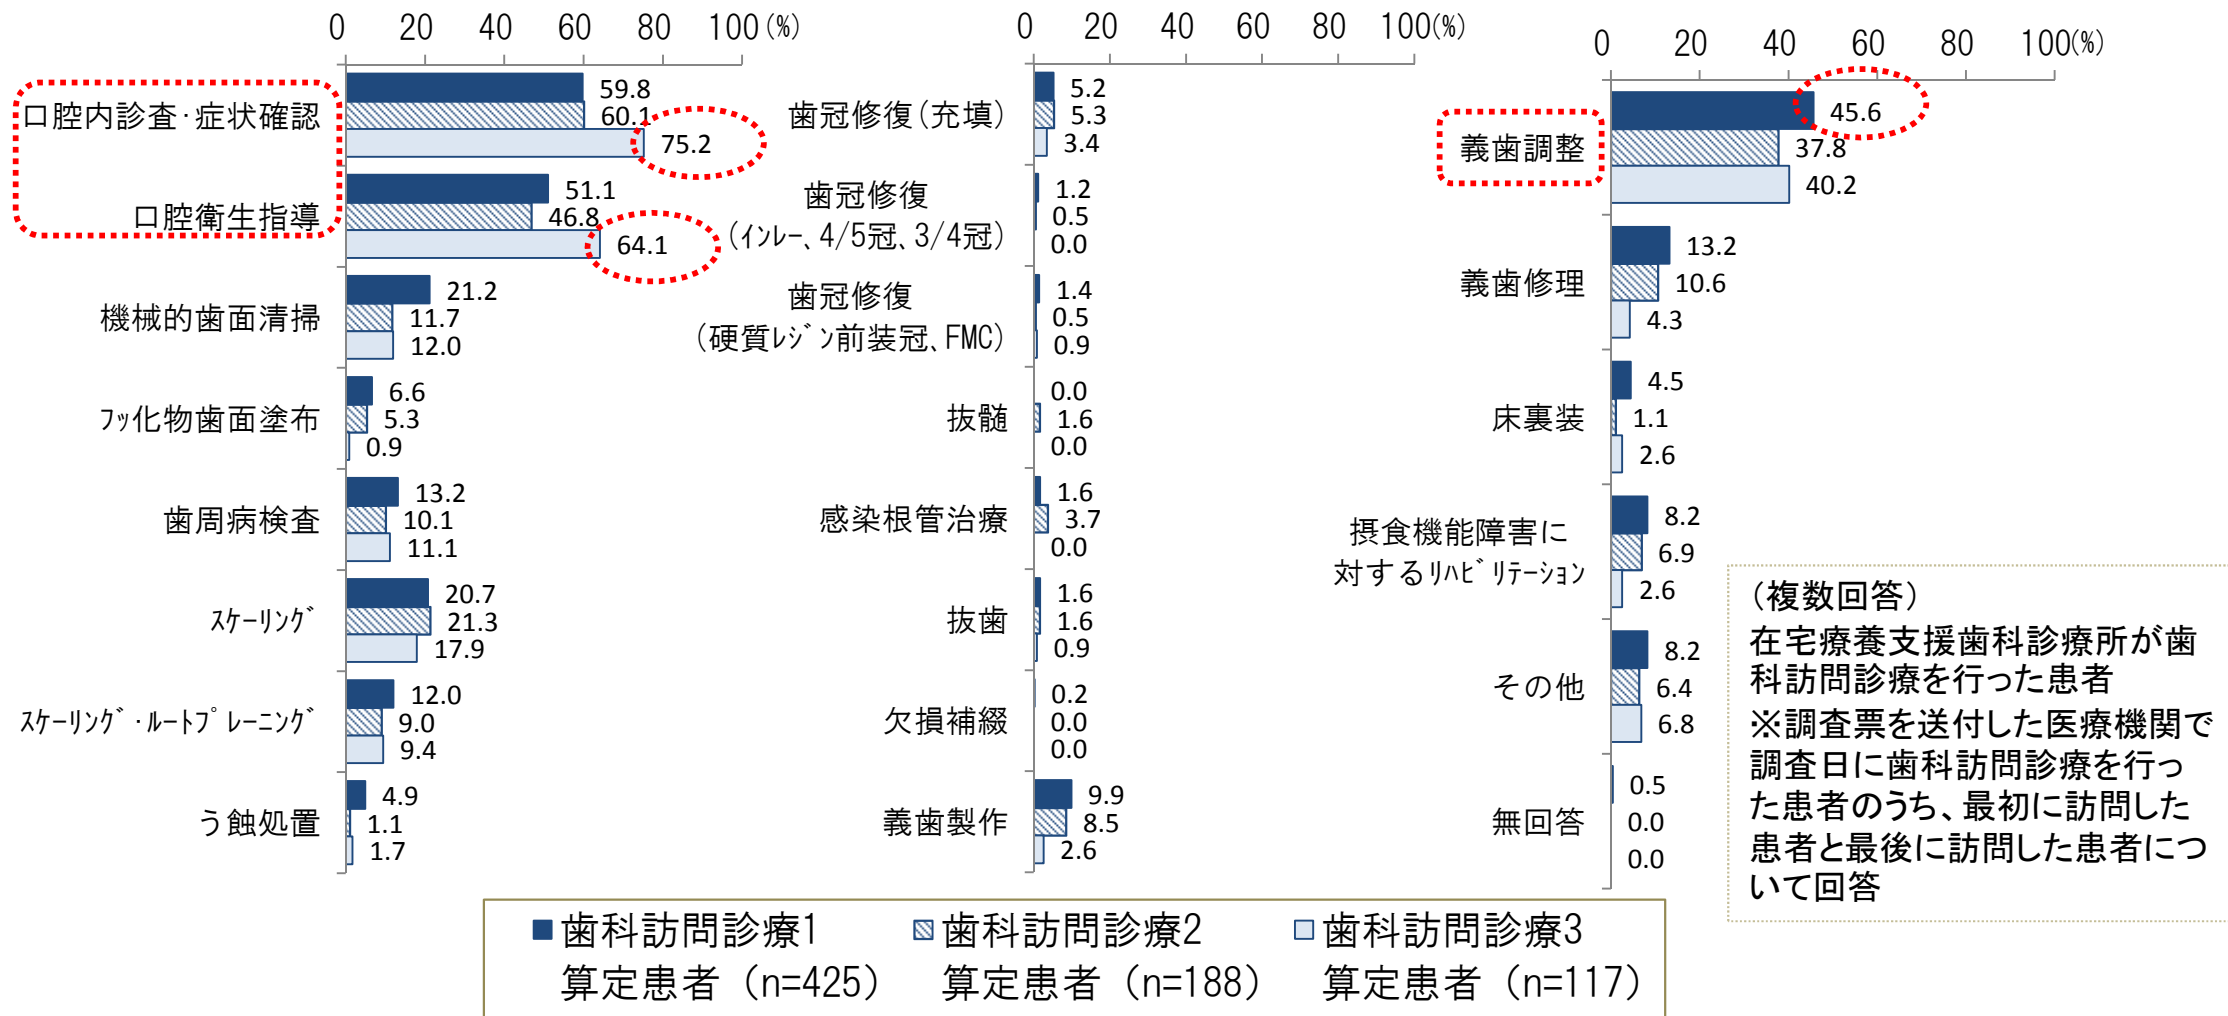 0 20 40 60 80 100(%)
口腔内診査・症状確認
59.8
60.1
75.2
口腔衛生指導
51.1
46.8
64.1
機械的歯面清掃
21.2
11.7
12.0
フッ化物歯面塗布
6.6
5.3
0.9
歯周病検査
13.2
10.1
11.1
スケーリング
20.7
21.3
17.9
スケーリング・ルートプレーニング
12.0
9.0
9.4
う蝕処置
4.9
1.1
1.7
0 20 40 60 80 100(%)
歯冠修復(充填)
5.2
5.3
3.4
歯冠修復
(インレー、4/5冠、3/4冠)
1.2
0.5
0.0
歯冠修復
(硬質レジン前装冠、FMC)
1.4
0.5
0.9
抜髄
0.0
1.6
0.0
感染根管治療
1.6
3.7
0.0
抜歯
1.6
1.6
0.9
欠損補綴
0.2
0.0
0.0
義歯製作
9.9
8.5
2.6
0 20 40 60 80 100(%)
義歯調整
45.6
37.8
40.2
義歯修理
13.2
10.6
4.3
床裏装
4.5
1.1
2.6
摂食機能障害に
対するリハビリテーション
8.2
6.9
2.6
その他
8.2
6.4
6.8
無回答
0.5
0.0
0.0
(複数回答)
在宅療養支援歯科診療所が歯
科訪問診療を行った患者
※調査票を送付した医療機関で
調査日に歯科訪問診療を行っ
た患者のうち、最初に訪問した
患者と最後に訪問した患者につ
いて回答
歯科訪問診療1 歯科訪問診療2 歯科訪問診療3
算定患者(n=425) 算定患者(n=188) 算定患者(n=117)